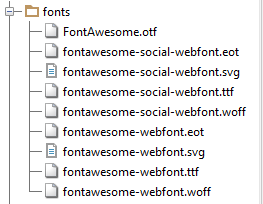 fonts
FontAwesome.otf
fontawesome-social-webfont.eot
fontawesome-social-webfont.svg
fontawesome-social-webfont.ttf
fontawesome-social-webfont.woff
fontawesome-webfont.eot
fontawesome-webfont.svg
fontawesome-webfont.ttf
fontawesome-webfont.woff